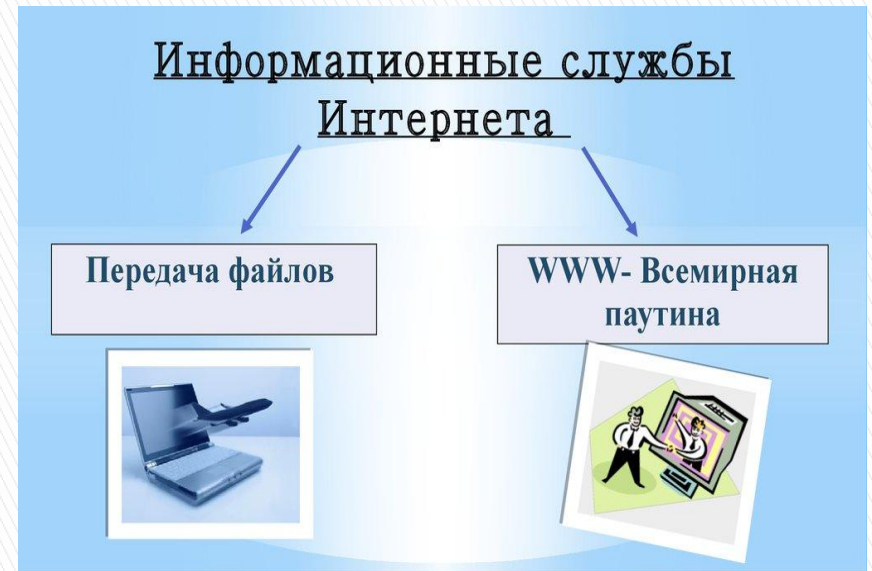 Информационные службы
Интернета
Передача файлов
WWW- Всемирная
паутина